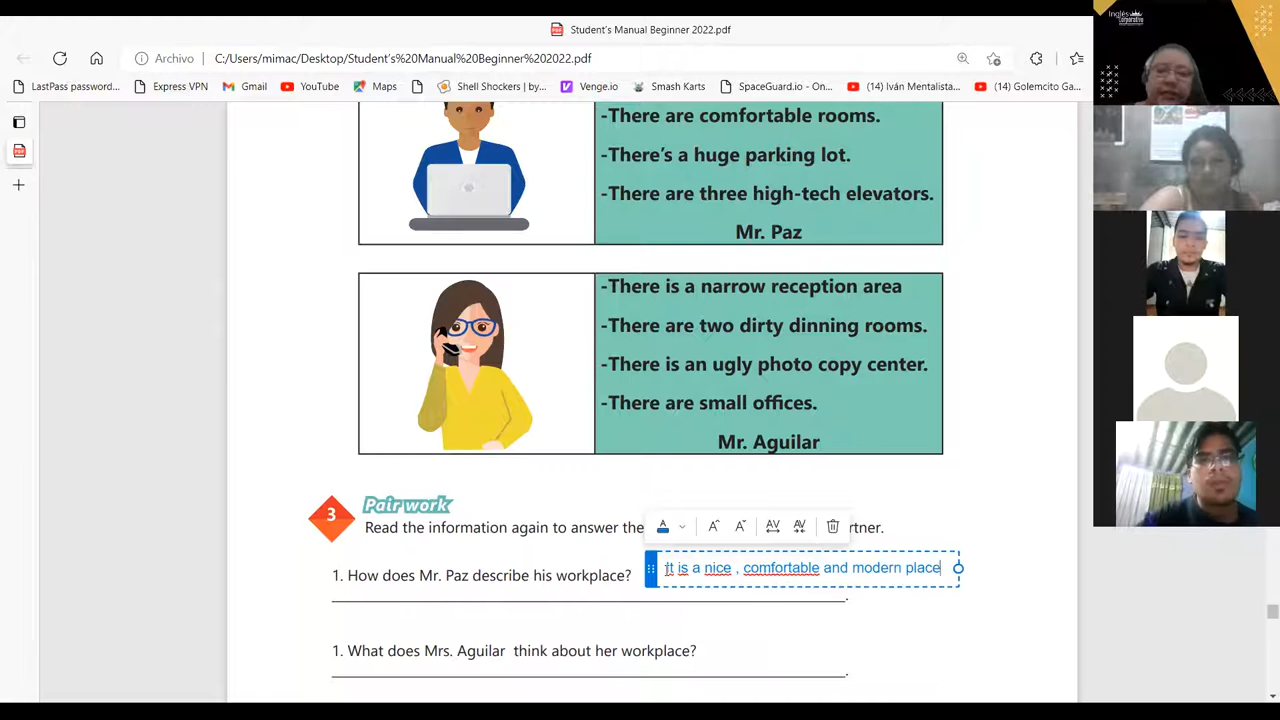 Student's Manual Beginner 2022.pdf
Archivo
C:/Users/mimac/Desktop/Student's%20Manual%20Beginner%202022.pdf
LastPass password...
Express VPN
Gmail
YouTube
Maps
Shell Shockers | by...
Venge.io
Smash Karts
SpaceGuard.io - On...
(14) Iván Mentalista...
(14) Golemcito Ga...
Inglés
Corporativo
-There are comfortable rooms.
-There's a huge parking lot.
-There are three high-tech elevators.
Mr. Paz
-There is a narrow reception area
-There are two dirty dinning rooms.
-There is an ugly photo copy center.
-There are small offices.
Mr. Aguilar
3
Pair work
Read the information again to answer the
rtner.
1. How does Mr. Paz describe his workplace?
it is a nice , comfortable and modern place
1. What does Mrs. Aguilar think about her workplace?